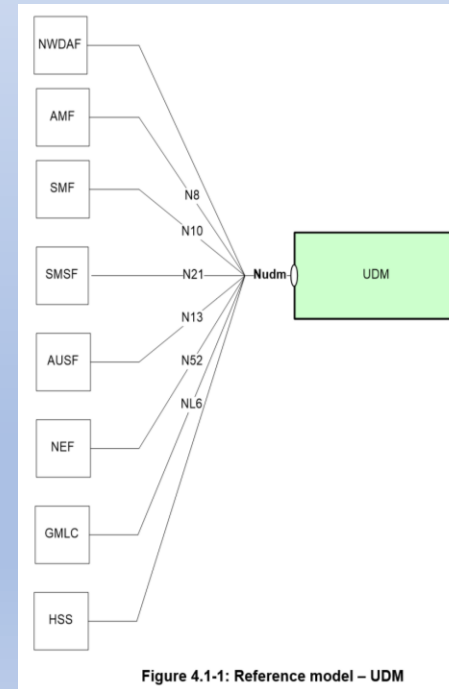 NWDAF
AMF
SMF
SMSF
AUSF
NEF
GMLC
HSS
N8
N10
N21
N13
N52
NL6
Nudm
UDM
Figure 4.1-1: Reference model – UDM